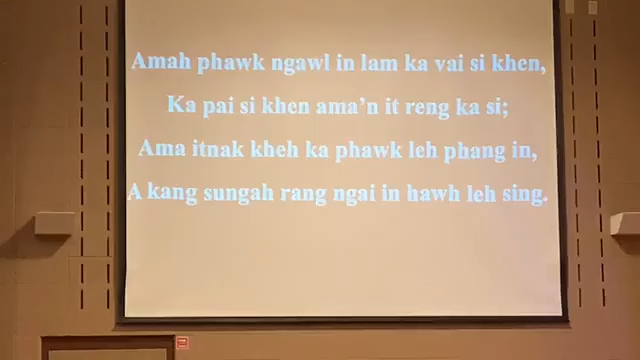 Amah phawk ngawl in lam ka vai si khen,
Ka pai si khen ama’n it reng ka si;
Ama itnak kheh ka phawk leh phang in,
A kang sungah rang ngai in hawh leh sing.